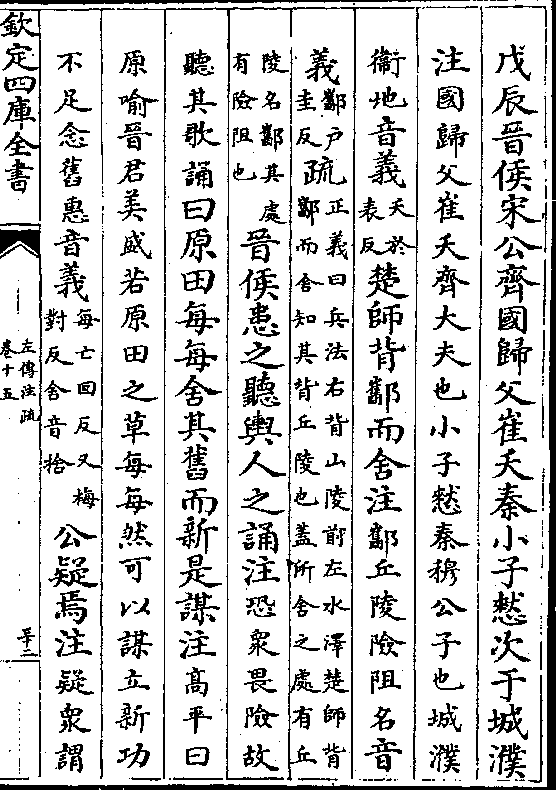 戊辰晉侯宋公齊國歸父崔夭秦小子憖次于城濮
注國歸父崔夭齊大夫也小子憖秦穆公子也城濮
衞地音義夭於表反楚師背酅而舍注酅丘陵險阻名音
義酅戶圭反疏正義曰兵法右背山陵前左水澤楚師背酅而舍知其背丘陵也蓋所舍之處有丘
陵名酅其處有險阻也晉侯患之聽輿人之誦注恐衆畏險故
聽其歌誦曰原田每每舍其舊而新是謀注高平曰
原喻晉君美盛若原田之草每每然可以謀立新功
不足念舊惠音義每亡回反又梅對反舍音捨公疑焉注疑衆謂
欽定四庫全書
左傳注疏
卷十五